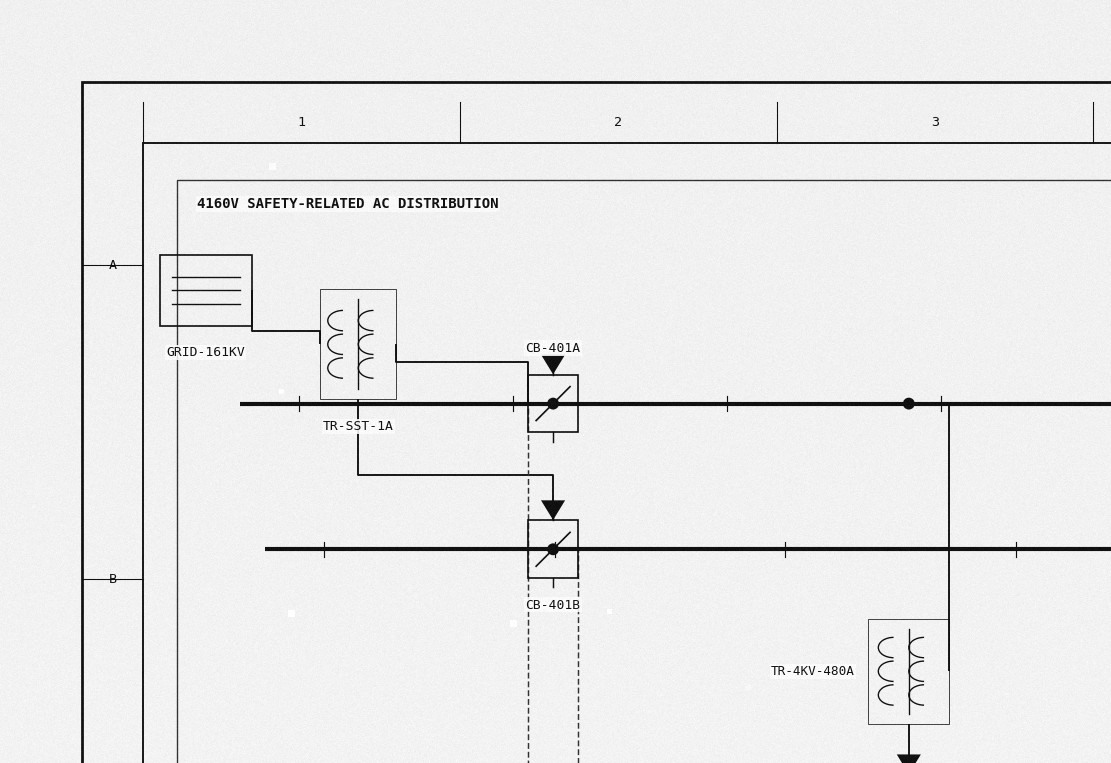 1 2 3
4160V SAFETY-RELATED AC DISTRIBUTION
A
GRID-161KV
CB-401A
TR-SST-1A
B
CB-401B
TR-4KV-480A